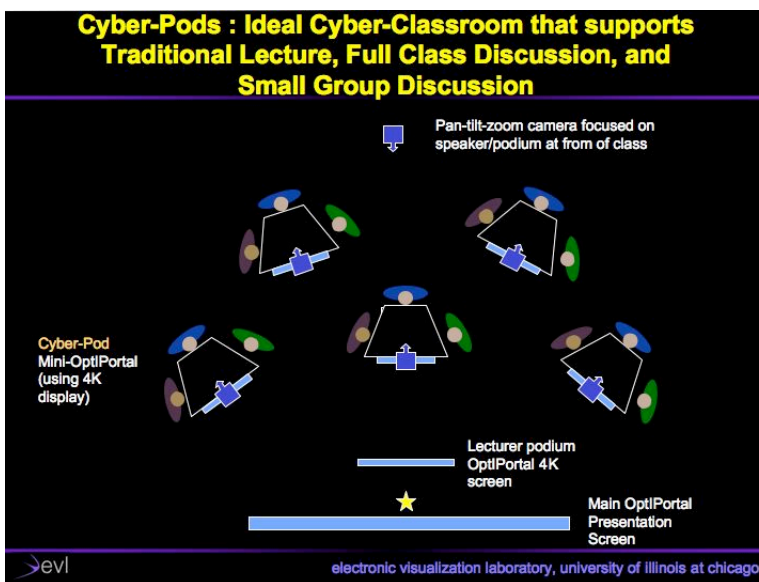 Cyber-Pods : Ideal Cyber-Classroom that supports
Traditional Lecture, Full Class Discussion, and
Small Group Discussion
Pan-tilt-zoom camera focused on
speaker/podium at from of class
Cyber-Pod
Mini-OptIPortal
(using 4K
display)
Lecturer podium
OptIPortal 4K
screen
Main OptIPortal
Presentation
Screen
evl
electronic visualization laboratory, university of illinois at chicago